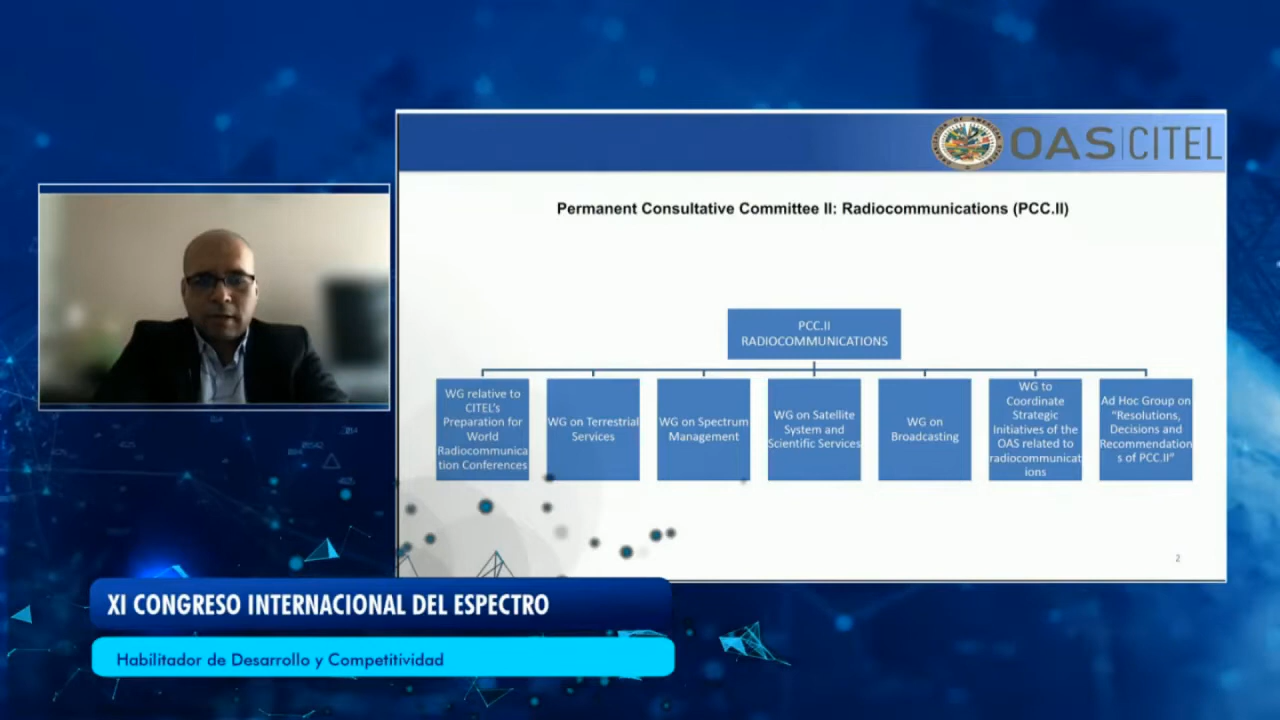 OAS CITEL
Permanent Consultative Committee II: Radiocommunications (PCC.II)
PCC.II
RADIOCOMMUNICATIONS
WG relative to
CITEL's
Preparation for
World
Radiocommunica
tion Conferences
WG on Terrestrial
Services
WG on Spectrum
Management
WG on Satellite
System and
Scientific Services
WG on
Broadcasting
WG to
Coordinate
Strategic
Initiatives of the
OAS related to
radiocommunicat
ions
Ad Hoc Group on
“Resolutions,
Decisions and
Recommendation
s of PCC.II”
2
XI CONGRESO INTERNACIONAL DEL ESPECTRO
Habilitador de Desarrollo y Competitividad